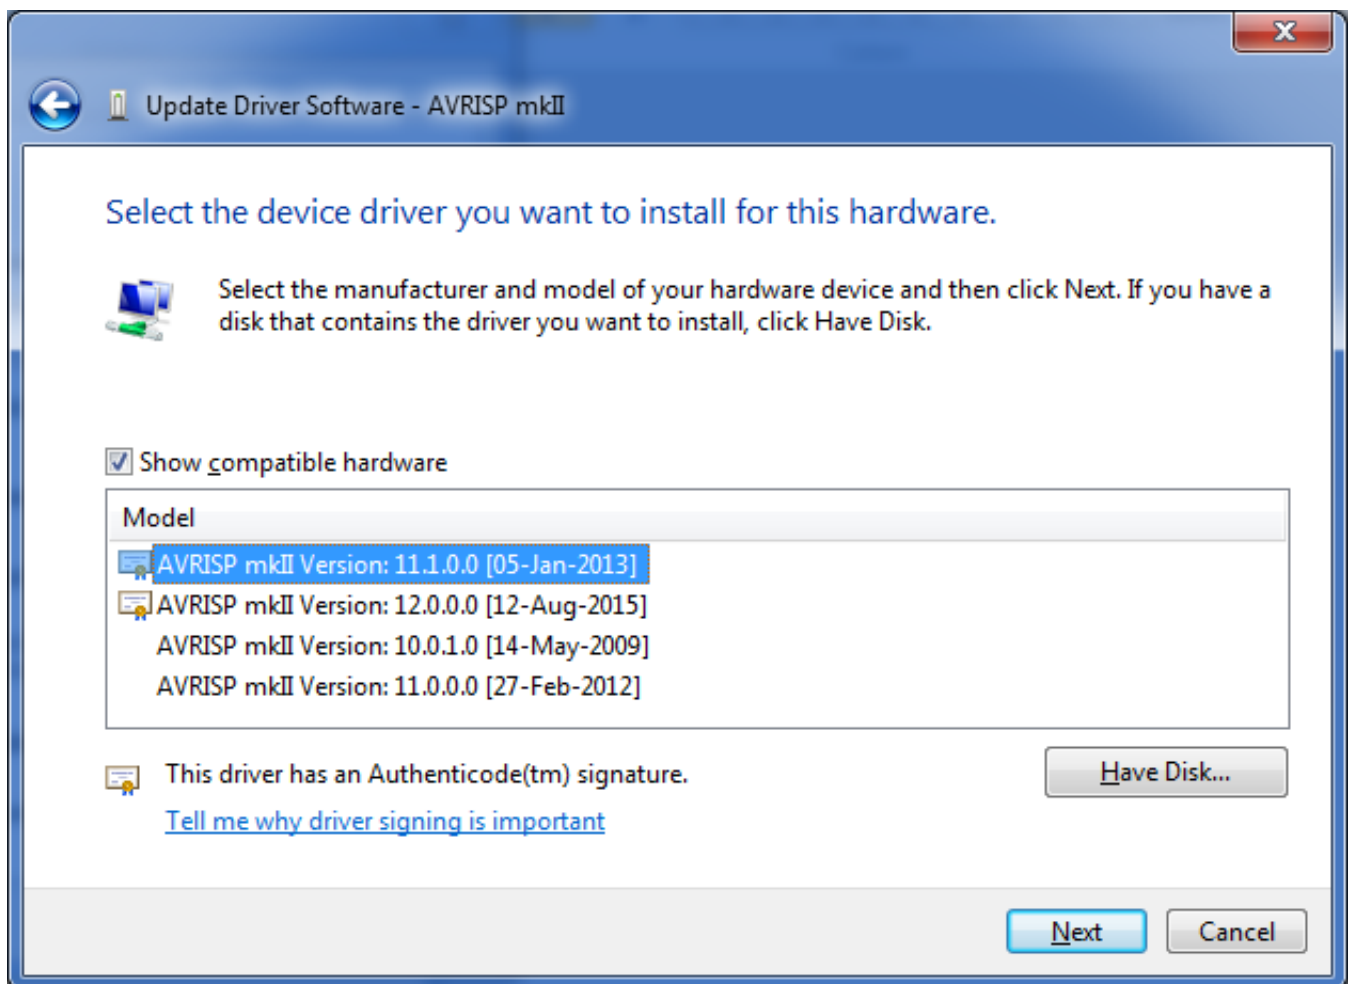 Update Driver Software - AVRISP mkII
Select the device driver you want to install for this hardware.
Select the manufacturer and model of your hardware device and then click Next. If you have a
disk that contains the driver you want to install, click Have Disk.
Show compatible hardware
Model
AVRISP mkII Version: 11.1.0.0 [05-Jan-2013]
AVRISP mkII Version: 12.0.0.0 [12-Aug-2015]
AVRISP mkII Version: 10.0.1.0 [14-May-2009]
AVRISP mkII Version: 11.0.0.0 [27-Feb-2012]
This driver has an Authenticode(tm) signature.
Have Disk...
Tell me why driver signing is important
Next
Cancel